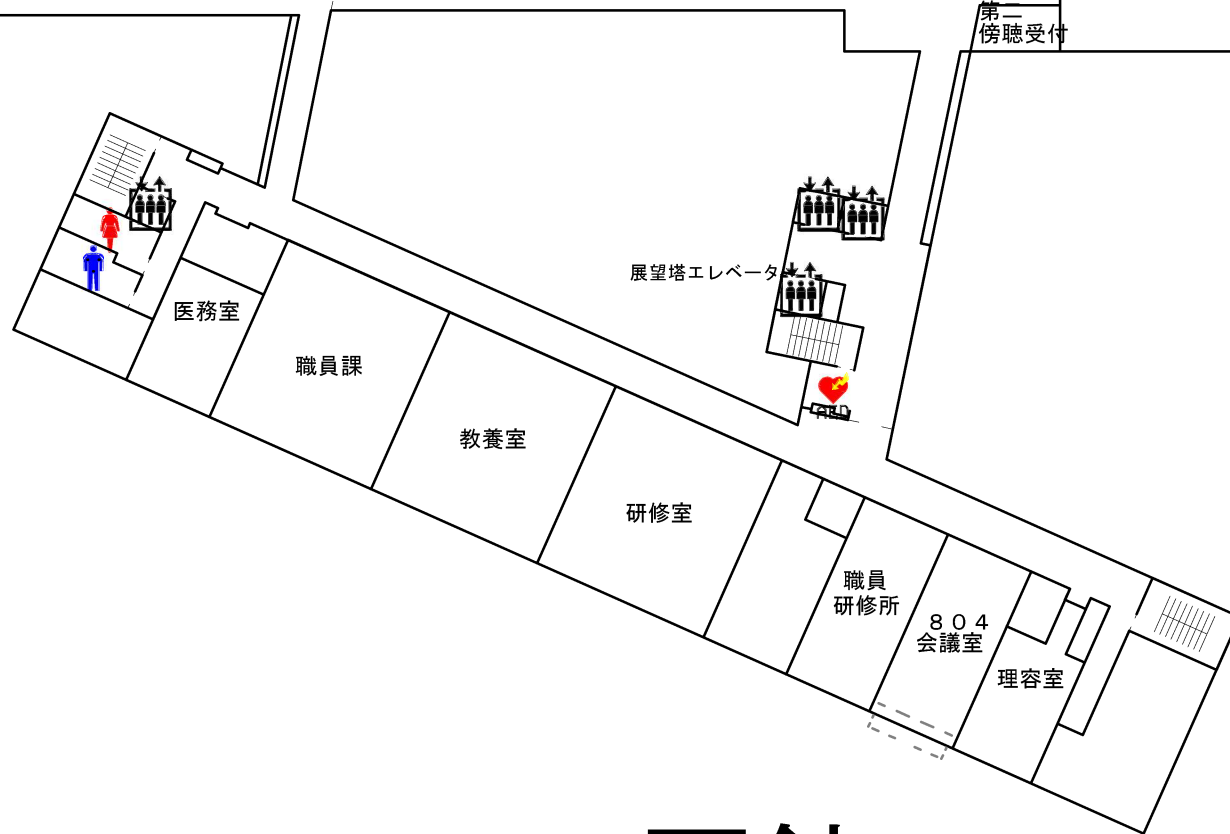 第二
傍聴受付
展望塔エレベータ
医務室
職員課
AED
教養室
研修室
職員
研修所
８０４
会議室
理容室